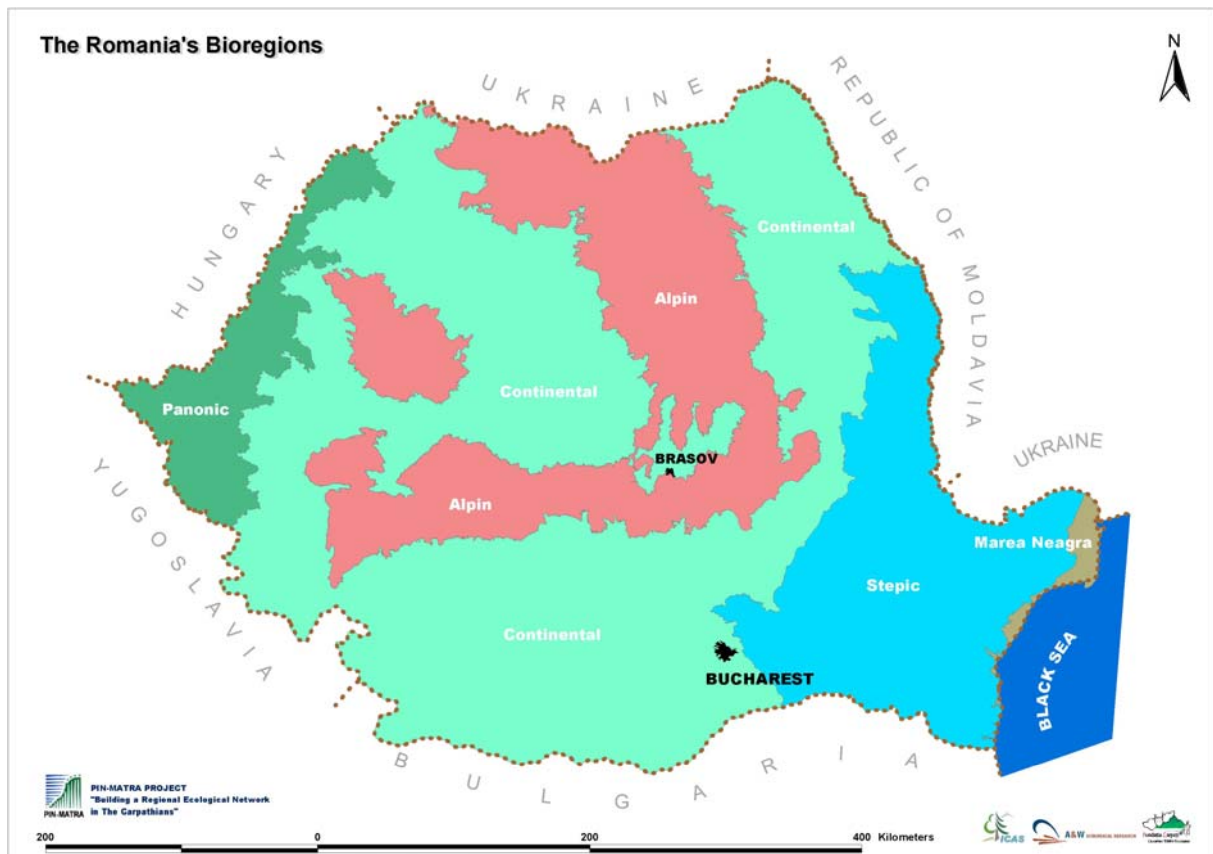 The Romania's Bioregions
N
UKRAINE
REPUBLIC OF MOLDAVIA
HUNGARY
Continental
Alpin
Continental
Panonic
BRASOV
UKRAINE
Alpin
YUGOSLAVIA
Marea Neagra
Stepic
Continental
BUCHAREST
BLACK SEA
BULGARIA
PIN-MATRA
PIN-MATRA PROJECT
"Building a Regional Ecological Network
in The Carpathians"
ICAS
A&W
200 0 200 400 Kilometers